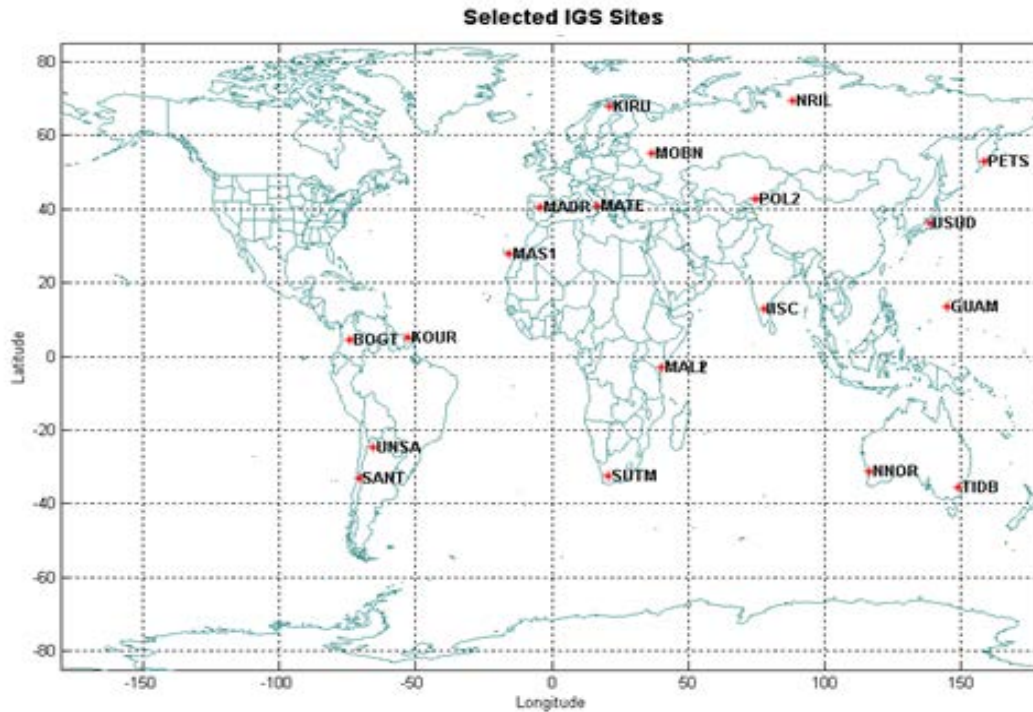 Selected IGS Sites
80
60
40
20
0
-20
-40
-60
-80
Latitude
KIRU
NRIL
MOBN
PETS
POL2
MADR
MATE
USUD
MAS1
IISC
GUAM
BOGT
KOUR
MAL2
UNSA
SANT
SUTM
NNOR
TIDB
-150
-100
-50
0
50
100
150
Longitude